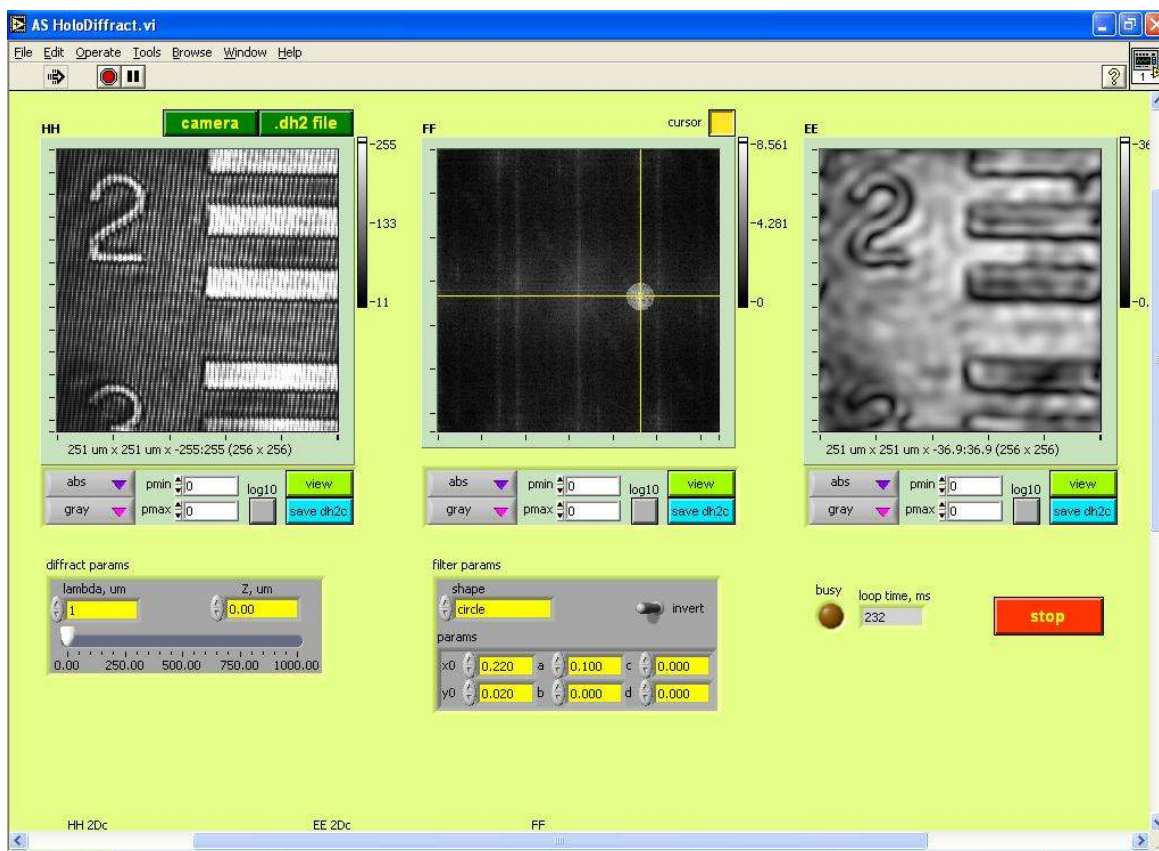 AS HoloDiffract.vi
File Edit Operate Tools Browse Window Help
1
camera .dh2 file
HH
FF
cursor
EE
2
3
-255
-133
-11
-8.561
-4.281
-0
-36
-0.
2
251 um x 251 um x -255:255 (256 x 256)
251 um x 251 um x -36.9:36.9 (256 x 256)
abs pmin 0 log10 view
gray pmax 0 save dh2c
abs pmin 0 log10 view
gray pmax 0 save dh2c
abs pmin 0 log10 view
gray pmax 0 save dh2c
diffract params
lambda, um Z, um
1 0.00
0.00 250.00 500.00 750.00 1000.00
filter params
shape
circle invert
params
x0 0.220 a 0.100 c 0.000
y0 0.020 b 0.000 d 0.000
busy loop time, ms
232
stop
HH 2Dc EE 2Dc FF